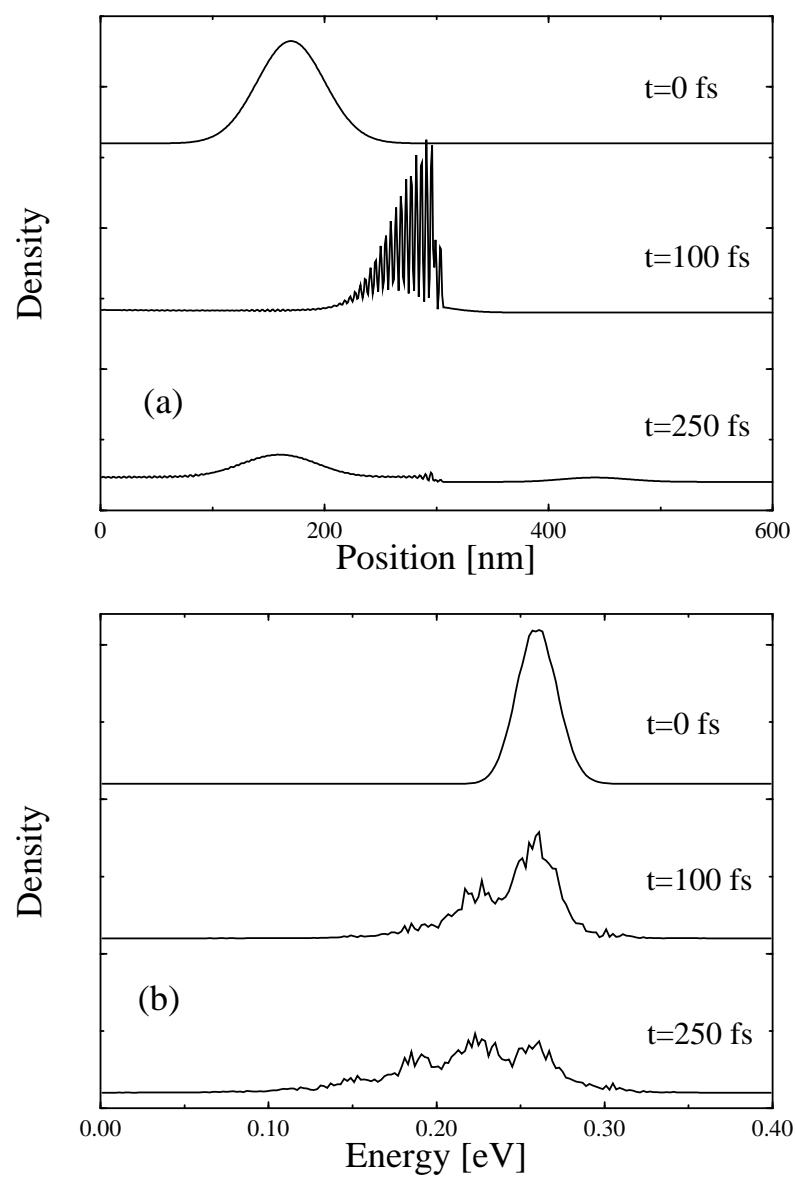 t=0 fs
t=100 fs
t=250 fs
(a)
Density
0 200 400 600
Position [nm]
t=0 fs
t=100 fs
t=250 fs
(b)
Density
0.00 0.10 0.20 0.30 0.40
Energy [eV]